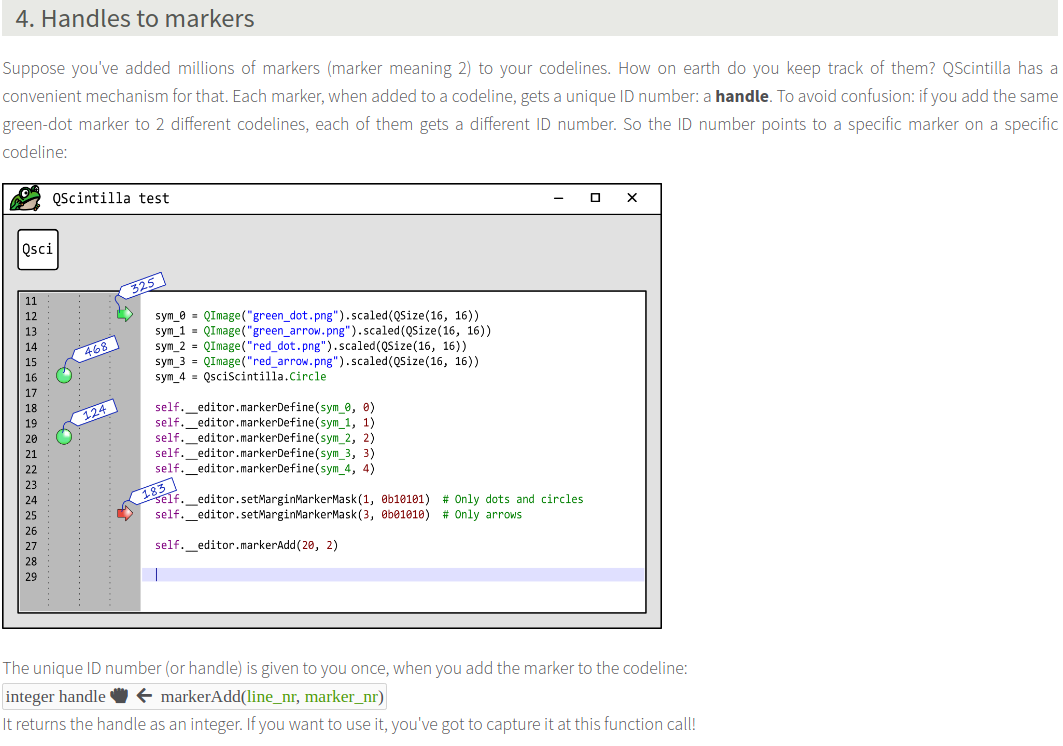 4. Handles to markers
Suppose you've added millions of markers (marker meaning 2) to your codelines. How on earth do you keep track of them? QScintilla has a
convenient mechanism for that. Each marker, when added to a codeline, gets a unique ID number: a handle. To avoid confusion: if you add the same
green-dot marker to 2 different codelines, each of them gets a different ID number. So the ID number points to a specific marker on a specific
codeline:
QScintilla test
Qsci
325
11
12 sym_0 = QImage("green_dot.png").scaled(QSize(16, 16))
13 sym_1 = QImage("green_arrow.png").scaled(QSize(16, 16))
14 sym_2 = QImage("red_dot.png").scaled(QSize(16, 16))
468
15 sym_3 = QImage("red_arrow.png").scaled(QSize(16, 16))
16 sym_4 = QsciScintilla.Circle
17
18 self.__editor.markerDefine(sym_0, 0)
124
19 self.__editor.markerDefine(sym_1, 1)
20 self.__editor.markerDefine(sym_2, 2)
21 self.__editor.markerDefine(sym_3, 3)
22 self.__editor.markerDefine(sym_4, 4)
23
183
24 self.__editor.setMarginMarkerMask(1, 0b10101) # Only dots and circles
25 self.__editor.setMarginMarkerMask(3, 0b01010) # Only arrows
26
27 self.__editor.markerAdd(20, 2)
28
29
The unique ID number (or handle) is given to you once, when you add the marker to the codeline:
integer handle ← markerAdd(line_nr, marker_nr)
It returns the handle as an integer. If you want to use it, you've got to capture it at this function call!